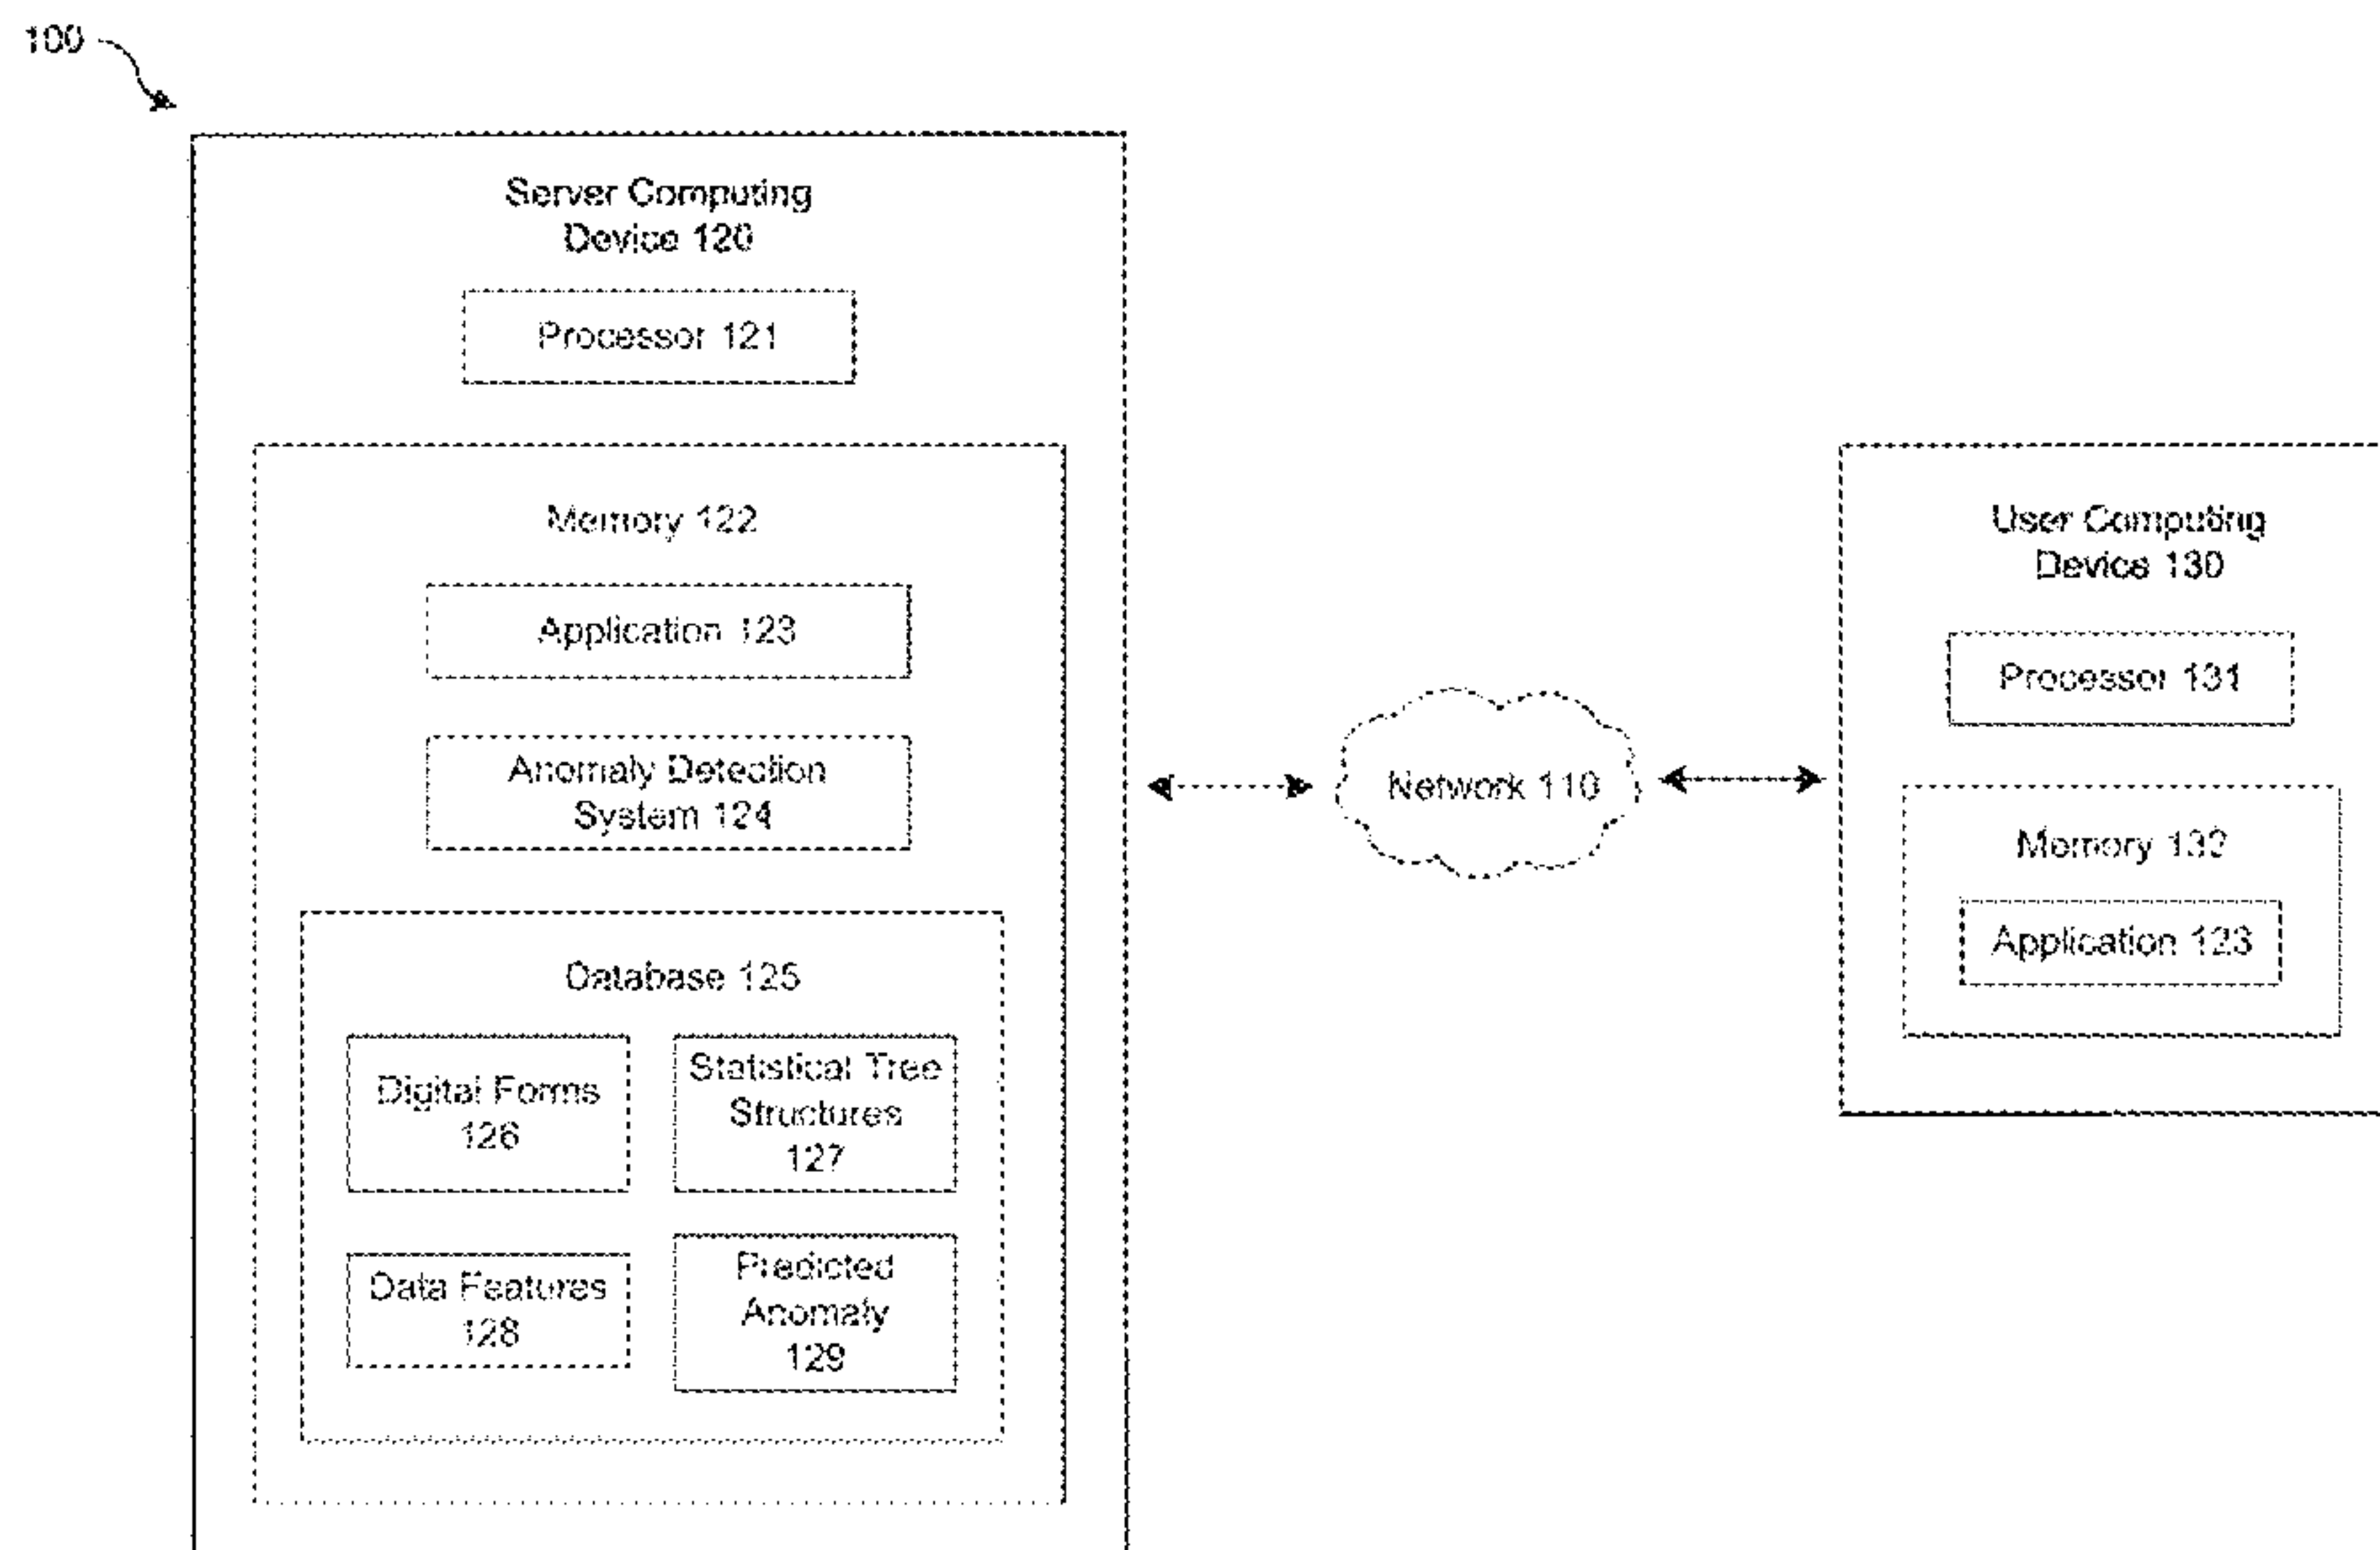 100
Server Computing
Device 120
Processor 121
Memory 122
Application 123
Anomaly Detection
System 124
Database 125
Digital Forms
126
Statistical Tree
Structures
127
Data Features
128
Predicted
Anomaly
129
Network 110
User Computing
Device 130
Processor 131
Memory 132
Application 123